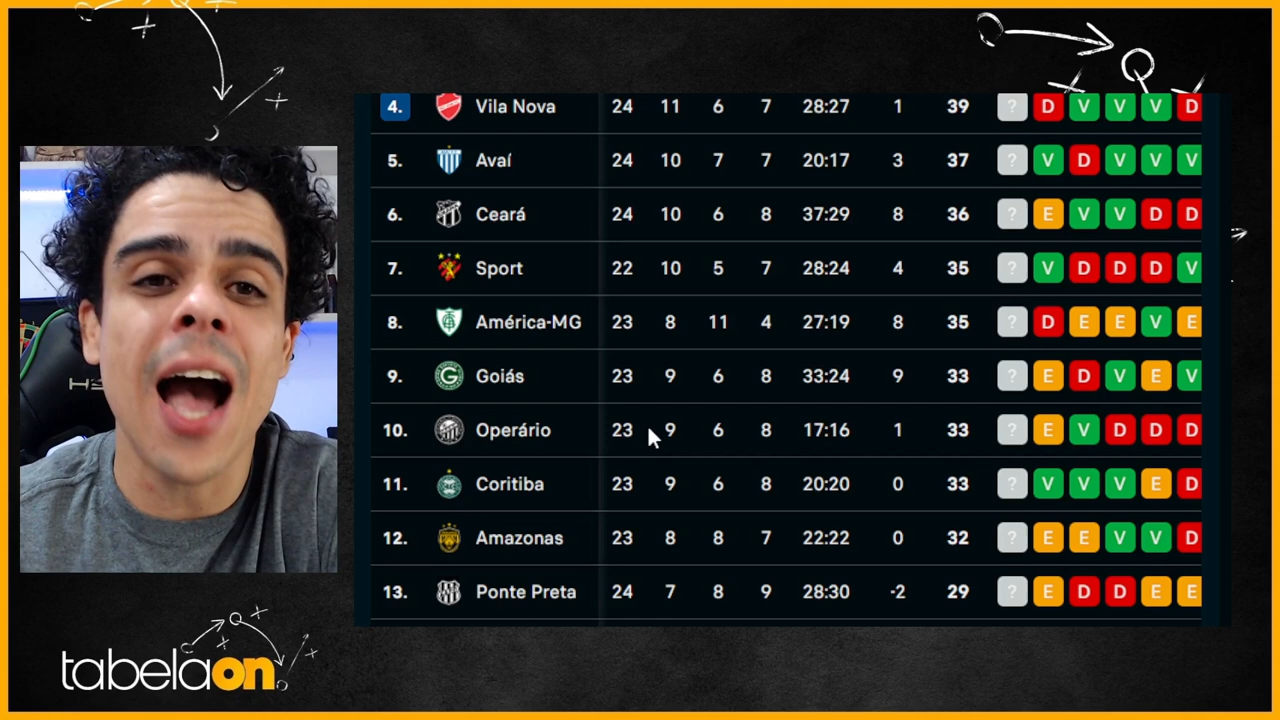 4. Vila Nova 24 11 6 7 28:27 1 39 ? D V V V D
5. Avaí 24 10 7 7 20:17 3 37 ? V D V V V
6. Ceará 24 10 6 8 37:29 8 36 ? E V V D D
7. Sport 22 10 5 7 28:24 4 35 ? V D D D V
8. América-MG 23 8 11 4 27:19 8 35 ? D E E V E
9. Goiás 23 9 6 8 33:24 9 33 ? E D V E V
10. Operário 23 9 6 8 17:16 1 33 ? E V D D D
11. Coritiba 23 9 6 8 20:20 0 33 ? V V V E D
12. Amazonas 23 8 8 7 22:22 0 32 ? E E V V D
13. Ponte Preta 24 7 8 9 28:30 -2 29 ? E D D E E
tabelaon